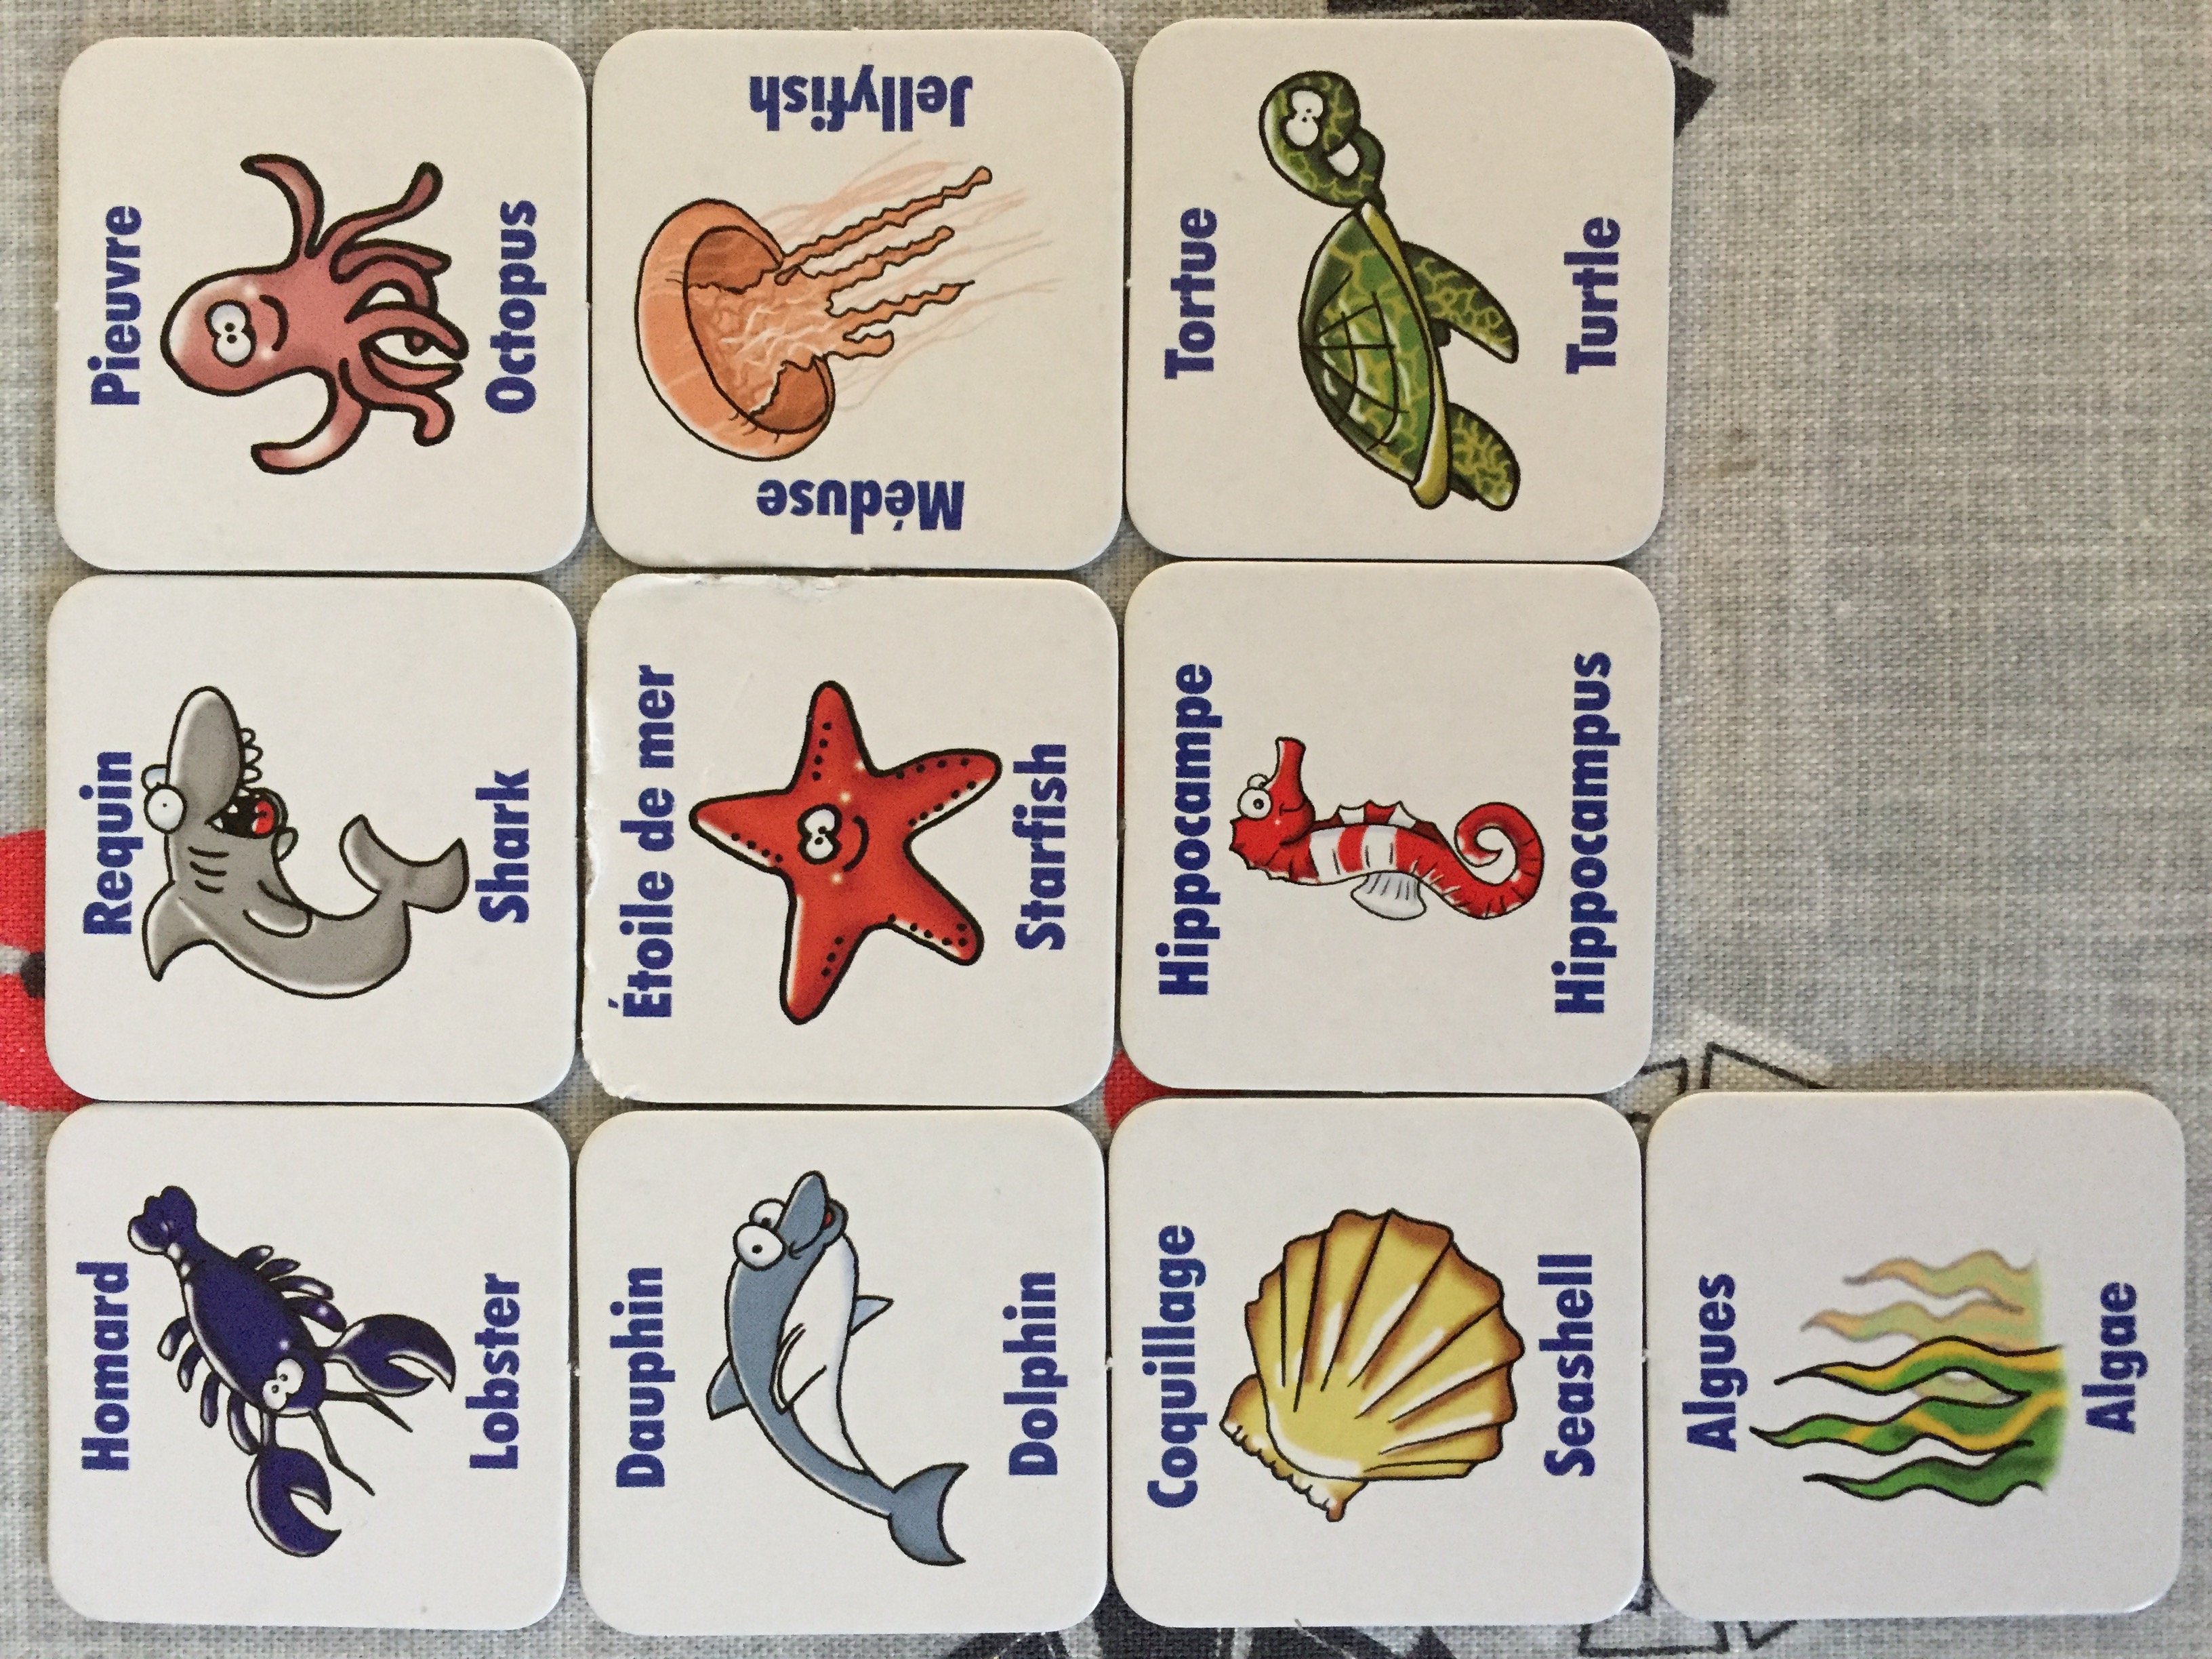 Homard
Lobster
Requin
Shark
Pieuvre
Octopus
Dauphin
Dolphin
Étoile de mer
Starfish
Méduse
Jellyfish
Coquillage
Seashell
Hippocampe
Hippocampus
Tortue
Turtle
Algues
Algae